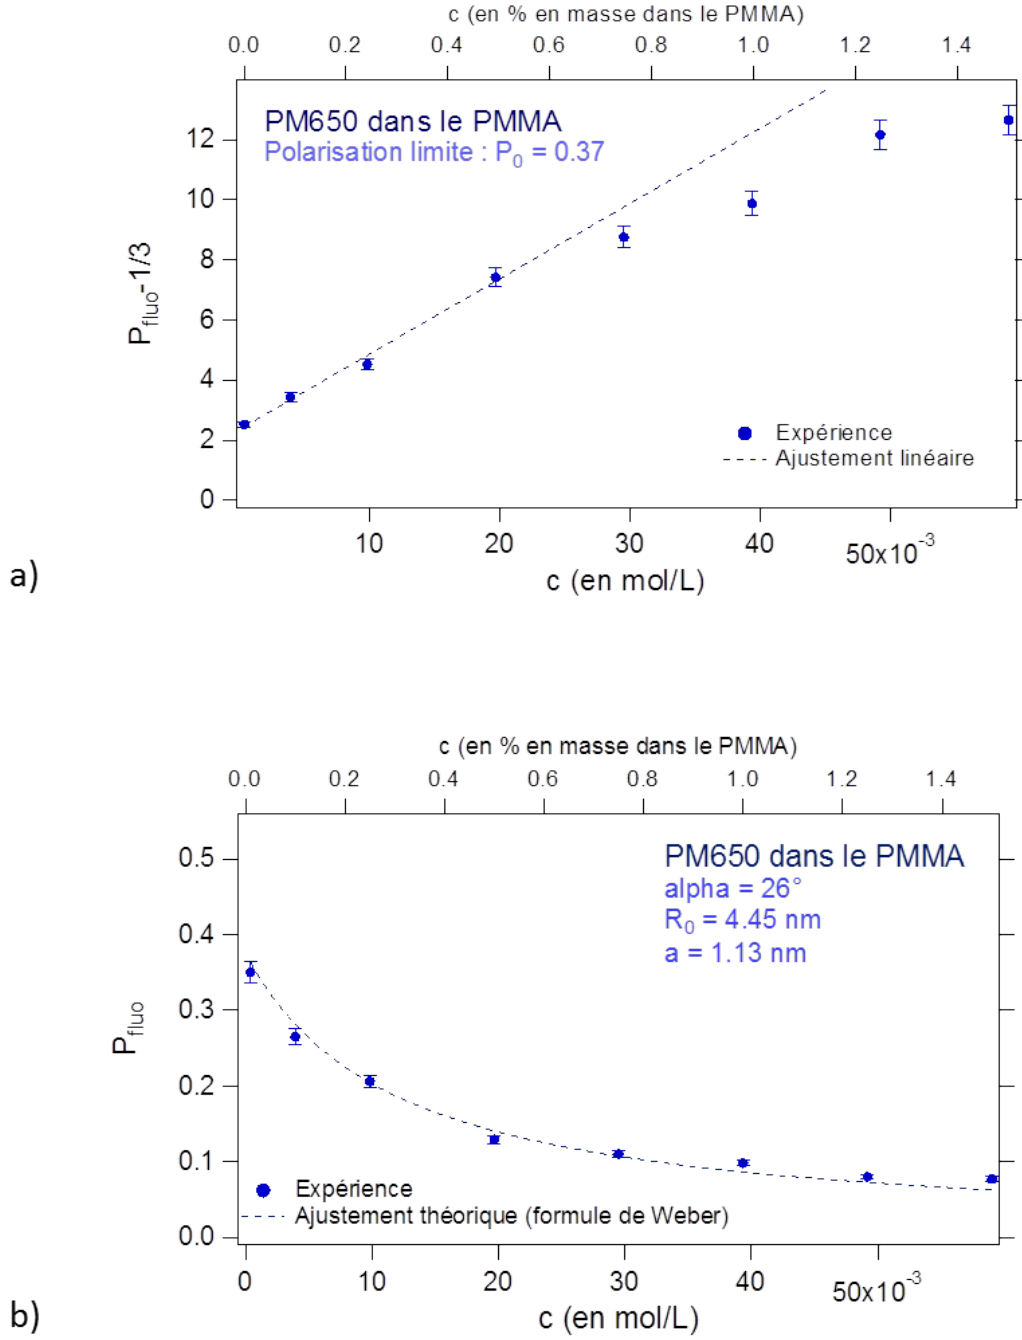 c (en % en masse dans le PMMA)
0.0 0.2 0.4 0.6 0.8 1.0 1.2 1.4
PM650 dans le PMMA
Polarisation limite : P₀ = 0.37
12
10
8
6
4
2
0
P_fluo-1/3
Expérience
Ajustement linéaire
10 20 30 40 50x10⁻³
c (en mol/L)
a)
c (en % en masse dans le PMMA)
0.0 0.2 0.4 0.6 0.8 1.0 1.2 1.4
PM650 dans le PMMA
alpha = 26°
R₀ = 4.45 nm
a = 1.13 nm
0.5
0.4
0.3
0.2
0.1
0.0
P_fluo
Expérience
Ajustement théorique (formule de Weber)
0 10 20 30 40 50x10⁻³
c (en mol/L)
b)